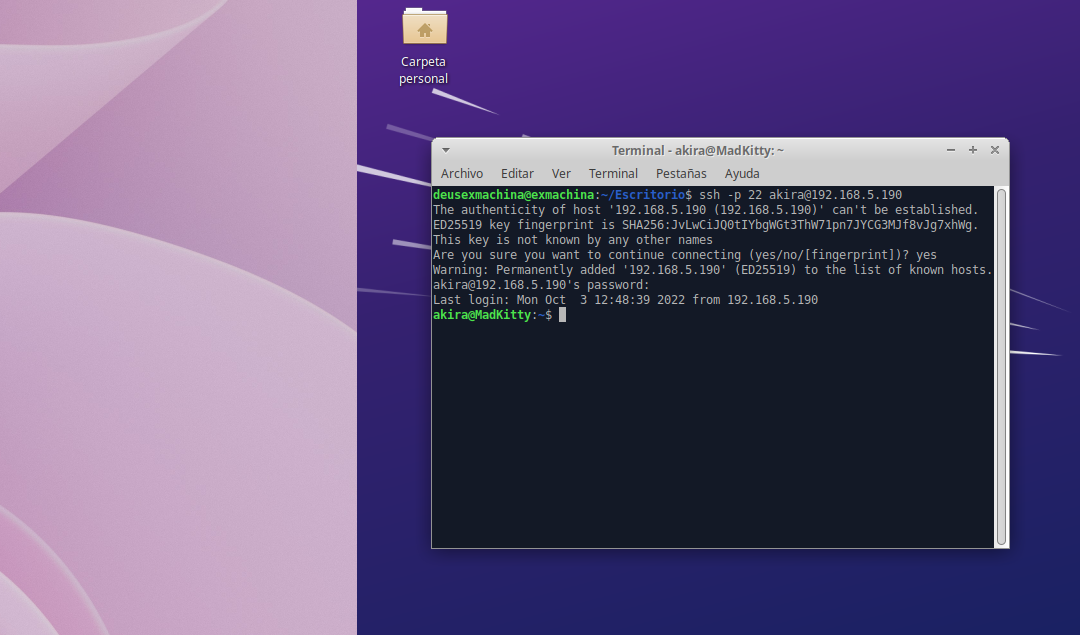 Carpeta
personal
Terminal - akira@MadKitty: ~
Archivo Editar Ver Terminal Pestañas Ayuda
deusexmachina@exmachina:~/Escritorio$ ssh -p 22 akira@192.168.5.190
The authenticity of host '192.168.5.190 (192.168.5.190)' can't be established.
ED25519 key fingerprint is SHA256:JvLwCiJQ0tIYbgWGt3ThW71pn7JYCG3MJf8vJg7xhWg.
This key is not known by any other names
Are you sure you want to continue connecting (yes/no/[fingerprint])? yes
Warning: Permanently added '192.168.5.190' (ED25519) to the list of known hosts.
akira@192.168.5.190's password:
Last login: Mon Oct  3 12:48:39 2022 from 192.168.5.190
akira@MadKitty:~$